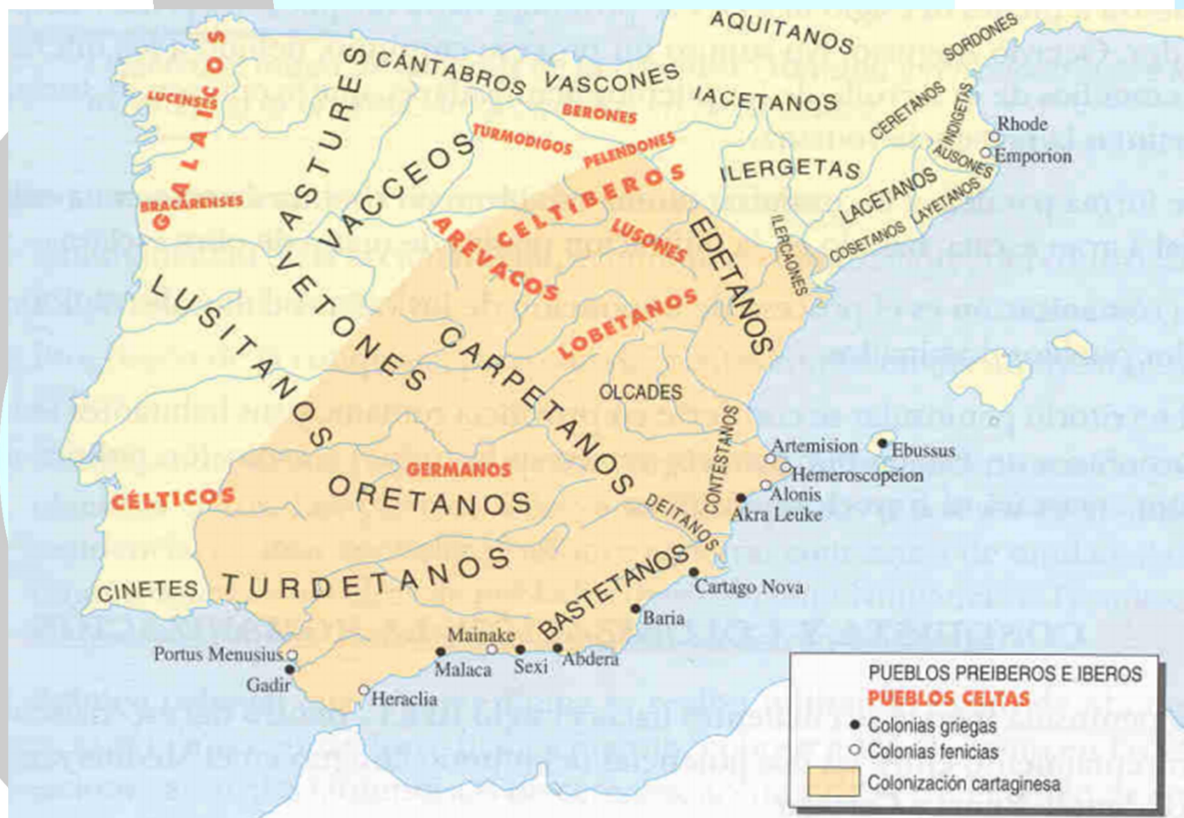 AQUITANOS
SORDONES
CÁNTABROS
VASCONES
IACETANOS
CERETANOS
INDIGETAS
AUSONES
Rhode
Emporion
GALAICOS
LUCENSES
BRACARENSES
ASTURES
VACCEOS
TURMODIGOS
BERONES
PELENDONES
ILERGETAS
LACETANOS
LAYETANOS
COSETANOS
ILERCAONES
CELTIBEROS
AREVACOS
LUSONES
EDETANOS
VETTONES
LUSITANOS
CARPETANOS
LOBETANOS
OLCADES
CONTESTANOS
Artemision
Ebussus
Hemeroscopeion
Alonis
Akra Leuke
GERMANOS
ORETANOS
CÉLTICOS
DEITANOS
CINETES
TURDETANOS
BASTETANOS
Cartago Nova
Baria
Portus Menusius
Gadir
Mainake
Malaca
Sexi
Abdera
Heraclia
PUEBLOS PREIBEROS E IBEROS
PUEBLOS CELTAS
Colonias griegas
Colonias fenicias
Colonización cartaginesa